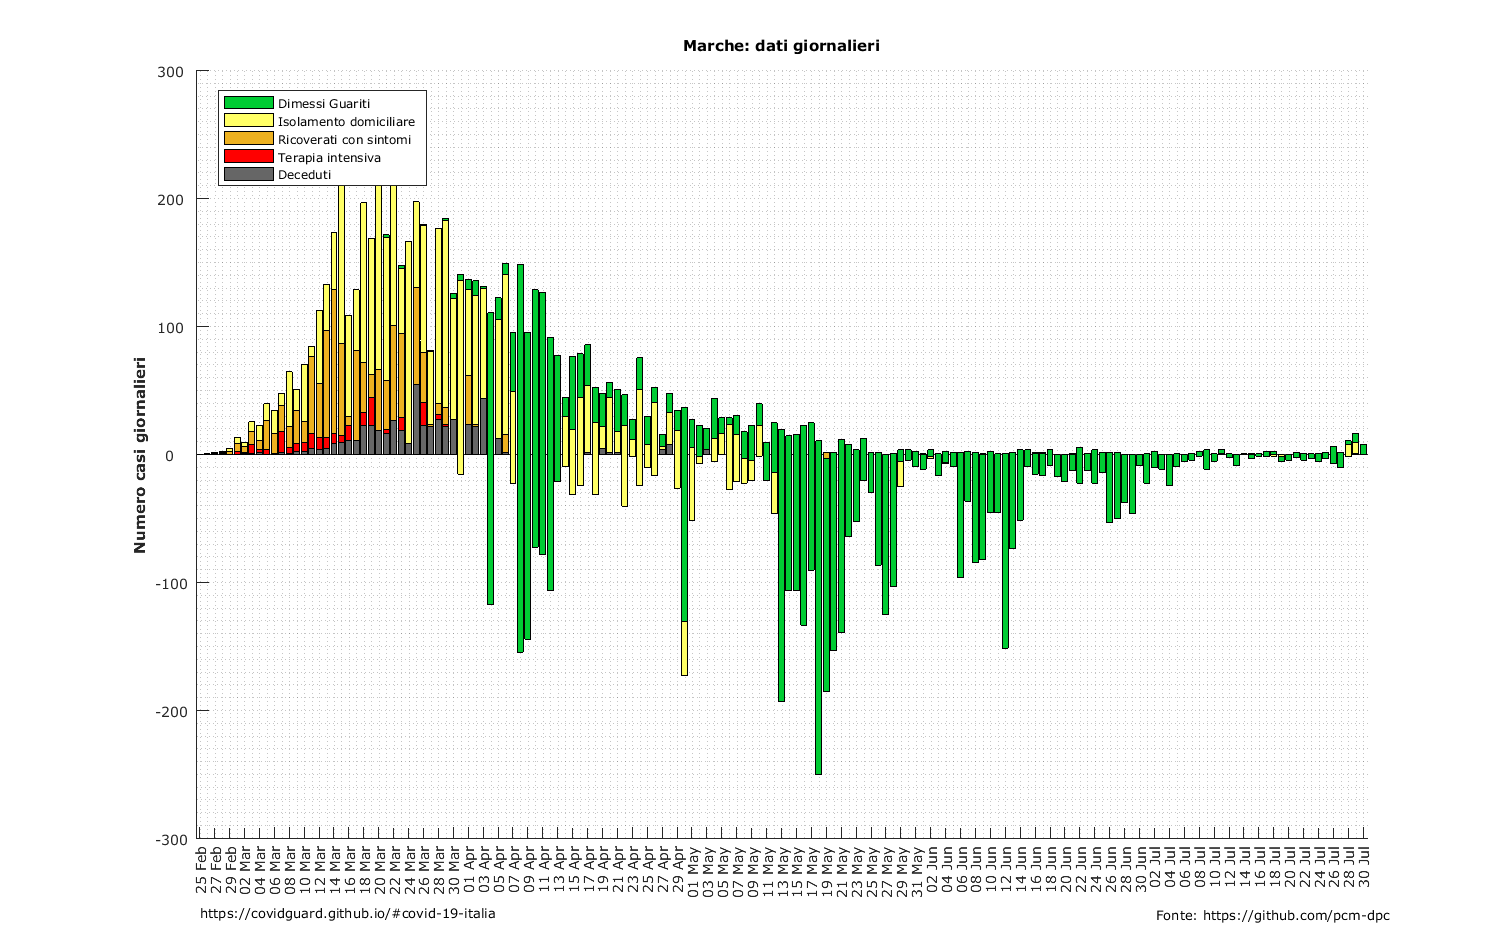 Marche: dati giornalieri
300
200
100
0
-100
-200
-300
Numero casi giornalieri
Dimessi Guariti
Isolamento domiciliare
Ricoverati con sintomi
Terapia intensiva
Deceduti
25 Feb
27 Feb
29 Feb
02 Mar
04 Mar
06 Mar
08 Mar
10 Mar
12 Mar
14 Mar
16 Mar
18 Mar
20 Mar
22 Mar
24 Mar
26 Mar
28 Mar
30 Mar
01 Apr
03 Apr
05 Apr
07 Apr
09 Apr
11 Apr
13 Apr
15 Apr
17 Apr
19 Apr
21 Apr
23 Apr
25 Apr
27 Apr
29 Apr
01 May
03 May
05 May
07 May
09 May
11 May
13 May
15 May
17 May
19 May
21 May
23 May
25 May
27 May
29 May
31 May
02 Jun
04 Jun
06 Jun
08 Jun
10 Jun
12 Jun
14 Jun
16 Jun
18 Jun
20 Jun
22 Jun
24 Jun
26 Jun
28 Jun
30 Jun
02 Jul
04 Jul
06 Jul
08 Jul
10 Jul
12 Jul
14 Jul
16 Jul
18 Jul
20 Jul
22 Jul
24 Jul
26 Jul
28 Jul
30 Jul
https://covidguard.github.io/#covid-19-italia
Fonte: https://github.com/pcm-dpc